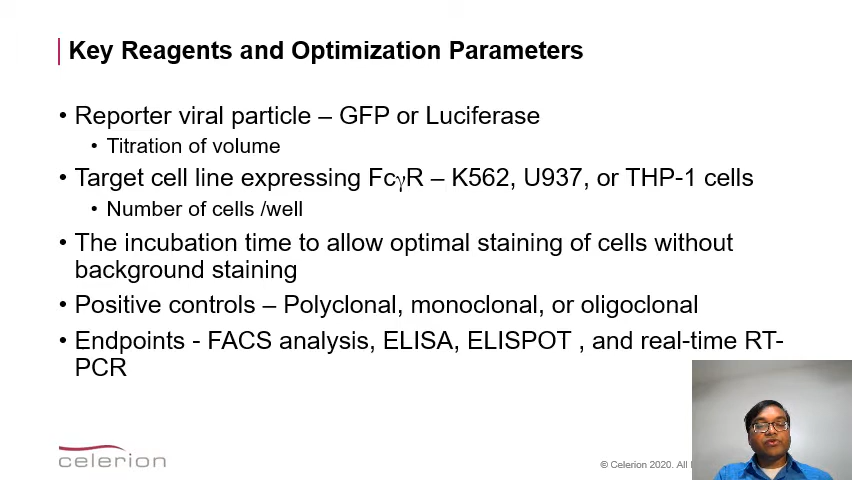 Key Reagents and Optimization Parameters
• Reporter viral particle – GFP or Luciferase
• Titration of volume
• Target cell line expressing FcγR – K562, U937, or THP-1 cells
• Number of cells /well
• The incubation time to allow optimal staining of cells without
background staining
• Positive controls – Polyclonal, monoclonal, or oligoclonal
• Endpoints - FACS analysis, ELISA, ELISPOT , and real-time RT-
PCR
celerion
© Celerion 2020. All